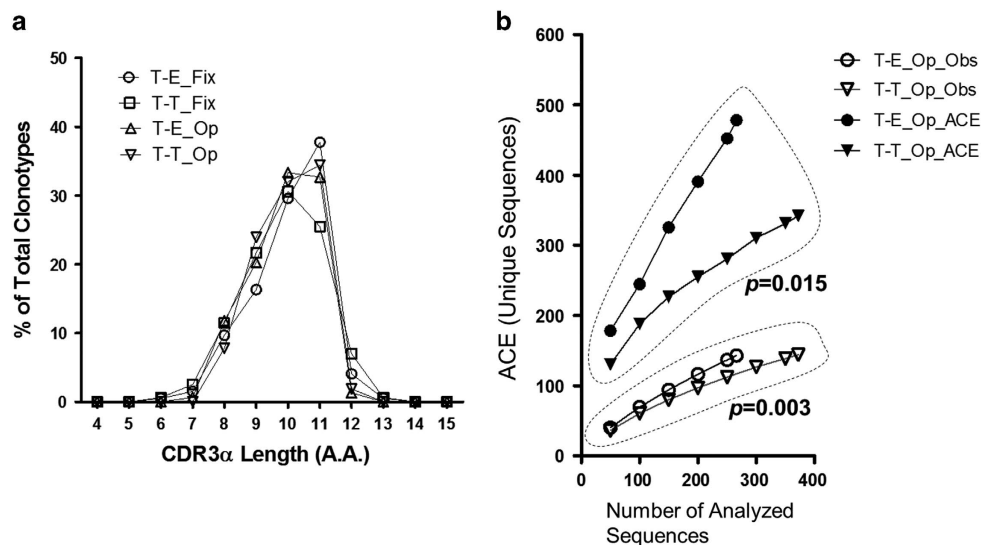 a
50
40
30
20
10
0
% of Total Clonotypes
T-E_Fix
T-T_Fix
T-E_Op
T-T_Op
4 5 6 7 8 9 10 11 12 13 14 15
CDR3α Length (A.A.)
b
600
500
400
300
200
100
0
ACE (Unique Sequences)
p=0.015
p=0.003
0 100 200 300 400
Number of Analyzed
Sequences
T-E_Op_Obs
T-T_Op_Obs
T-E_Op_ACE
T-T_Op_ACE